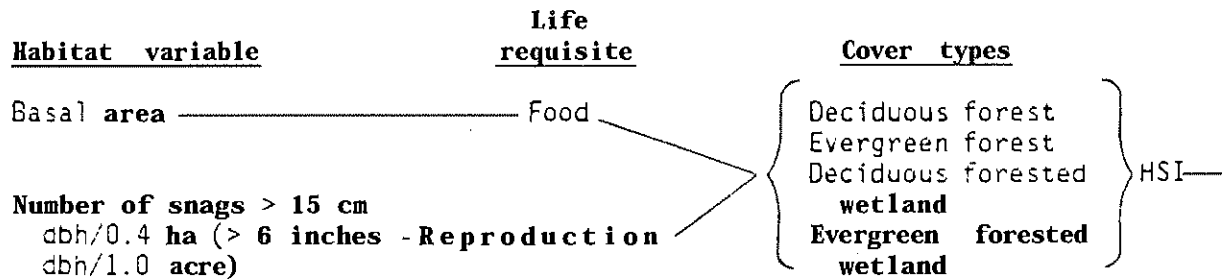 Life
Habitat variable requisite Cover types
Basal area Food Deciduous forest
Evergreen forest
Deciduous forested HSI
Number of snags > 15 cm wetland
dbh/0.4 ha (> 6 inches - Reproduction Evergreen forested
dbh/1.0 acre) wetland